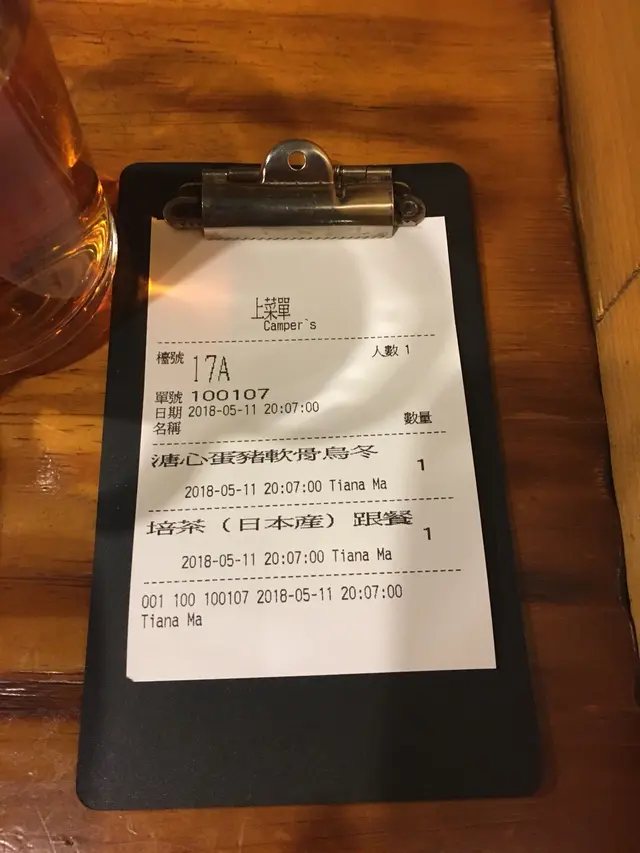 上菜單
Camper`s
檯號 17A 人數 1
單號 100107
日期 2018-05-11 20:07:00
名稱 數量
溏心蛋豬軟骨烏冬 1
2018-05-11 20:07:00 Tiana Ma
培茶（日本産）跟餐 1
2018-05-11 20:07:00 Tiana Ma
001 100 100107 2018-05-11 20:07:00
Tiana Ma